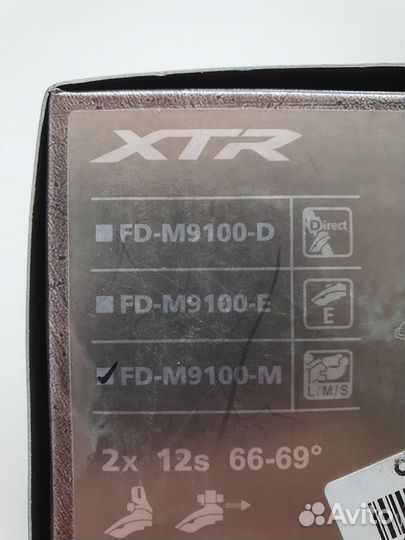 XTR
FD-M9100-D
Direct
FD-M9100-E
E
FD-M9100-M
L/M/S
2x 12s 66-69°
Avito